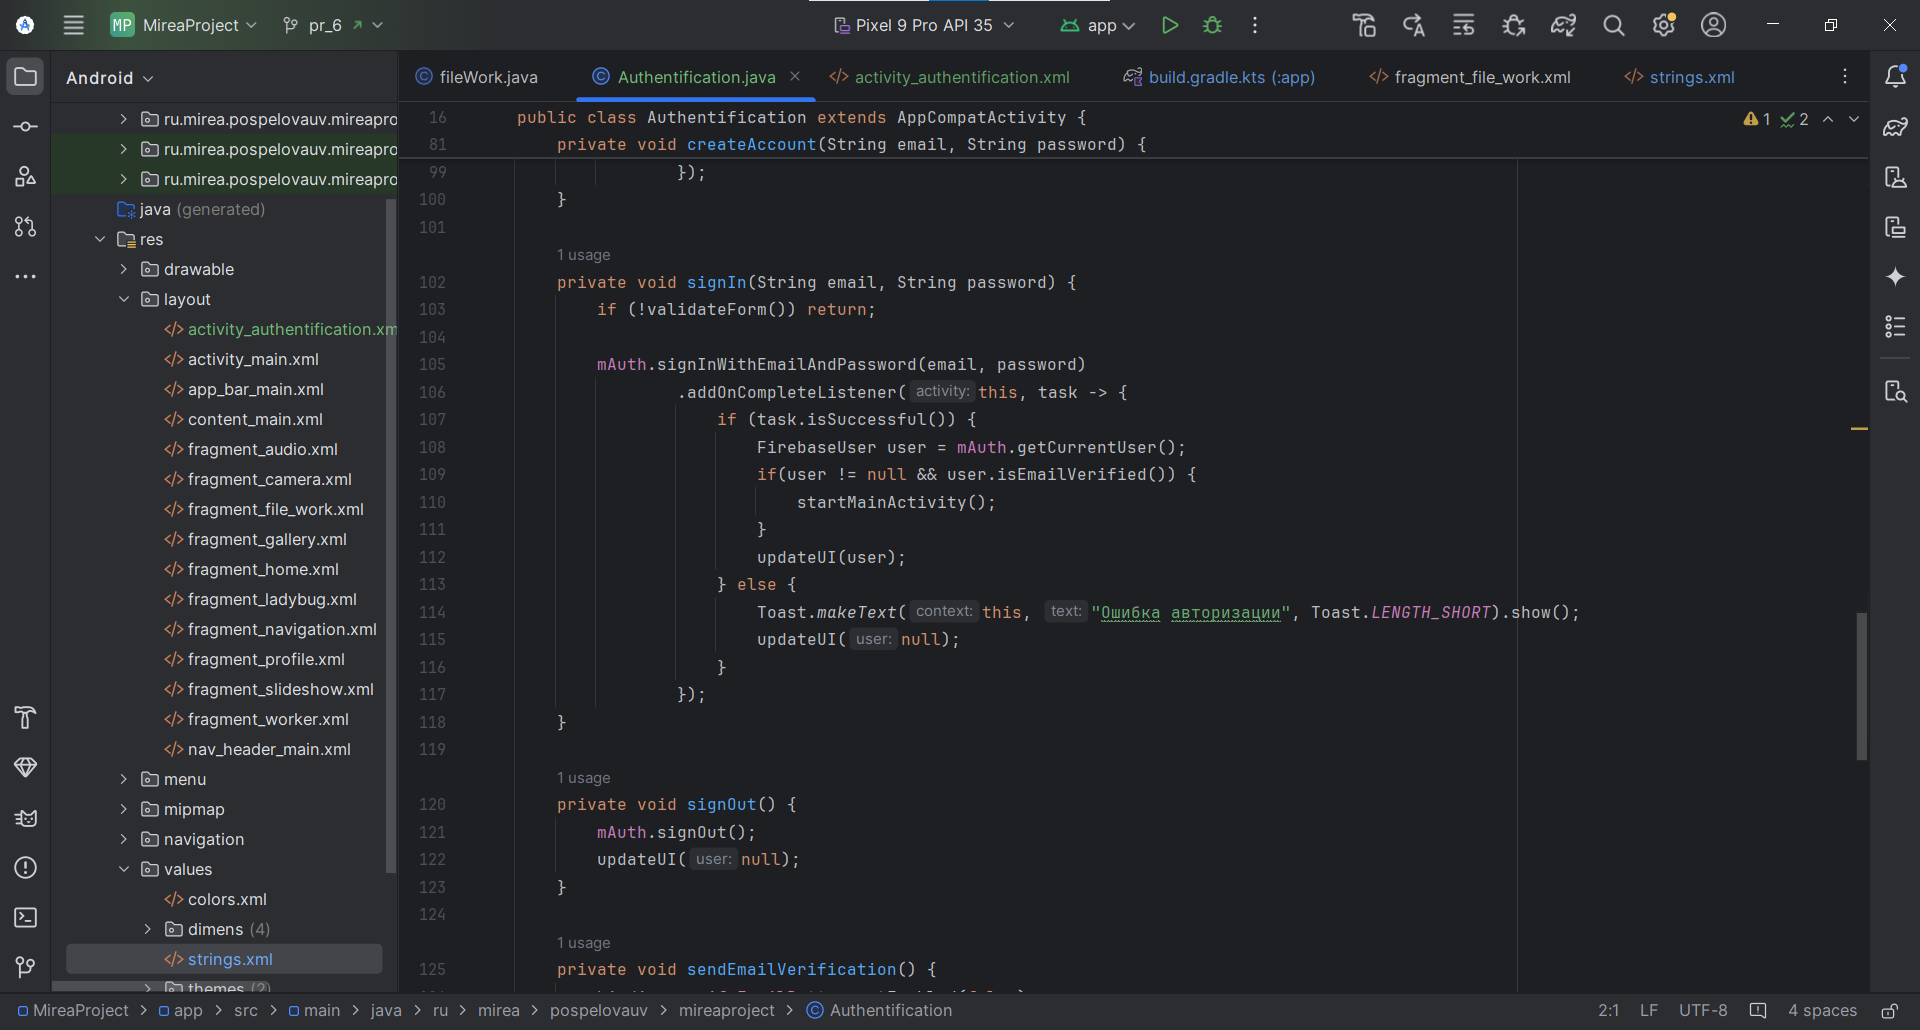 MP MireaProject pr_6 Pixel 9 Pro API 35 app
Android
fileWork.java Authentification.java activity_authentification.xml build.gradle.kts (:app) fragment_file_work.xml strings.xml
ru.mirea.pospelovauv.mireapro
ru.mirea.pospelovauv.mireapro
ru.mirea.pospelovauv.mireapro
java (generated)
res
drawable
layout
activity_authentification.xm
activity_main.xml
app_bar_main.xml
content_main.xml
fragment_audio.xml
fragment_camera.xml
fragment_file_work.xml
fragment_gallery.xml
fragment_home.xml
fragment_ladybug.xml
fragment_navigation.xml
fragment_profile.xml
fragment_slideshow.xml
fragment_worker.xml
nav_header_main.xml
menu
mipmap
navigation
values
colors.xml
dimens (4)
strings.xml
themes (2)
1 2
16 public class Authentification extends AppCompatActivity {
81 private void createAccount(String email, String password) {
99 });
100 }
101
1 usage
102 private void signIn(String email, String password) {
103 if (!validateForm()) return;
104
105 mAuth.signInWithEmailAndPassword(email, password)
106 .addOnCompleteListener( activity: this, task -> {
107 if (task.isSuccessful()) {
108 FirebaseUser user = mAuth.getCurrentUser();
109 if(user != null && user.isEmailVerified()) {
110 startMainActivity();
111 }
112 updateUI(user);
113 } else {
114 Toast.makeText( context: this, text: "Ошибка авторизации", Toast.LENGTH_SHORT).show();
115 updateUI( user: null);
116 }
117 });
118 }
119
1 usage
120 private void signOut() {
121 mAuth.signOut();
122 updateUI( user: null);
123 }
124
1 usage
125 private void sendEmailVerification() {
MireaProject > app > src > main > java > ru > mirea > pospelovauv > mireaproject > Authentification 2:1 LF UTF-8 4 spaces